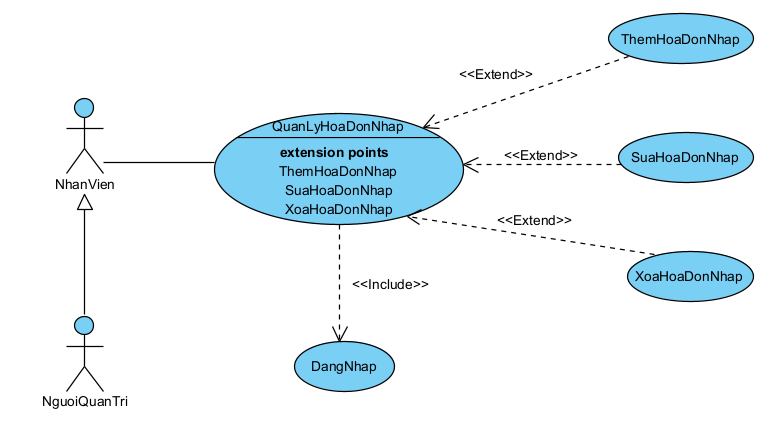 ThemHoaDonNhap
<<Extend>>
QuanLyHoaDonNhap
extension points
ThemHoaDonNhap
SuaHoaDonNhap
XoaHoaDonNhap
<<Extend>>
SuaHoaDonNhap
NhanVien
<<Extend>>
XoaHoaDonNhap
<<Include>>
DangNhap
NguoiQuanTri